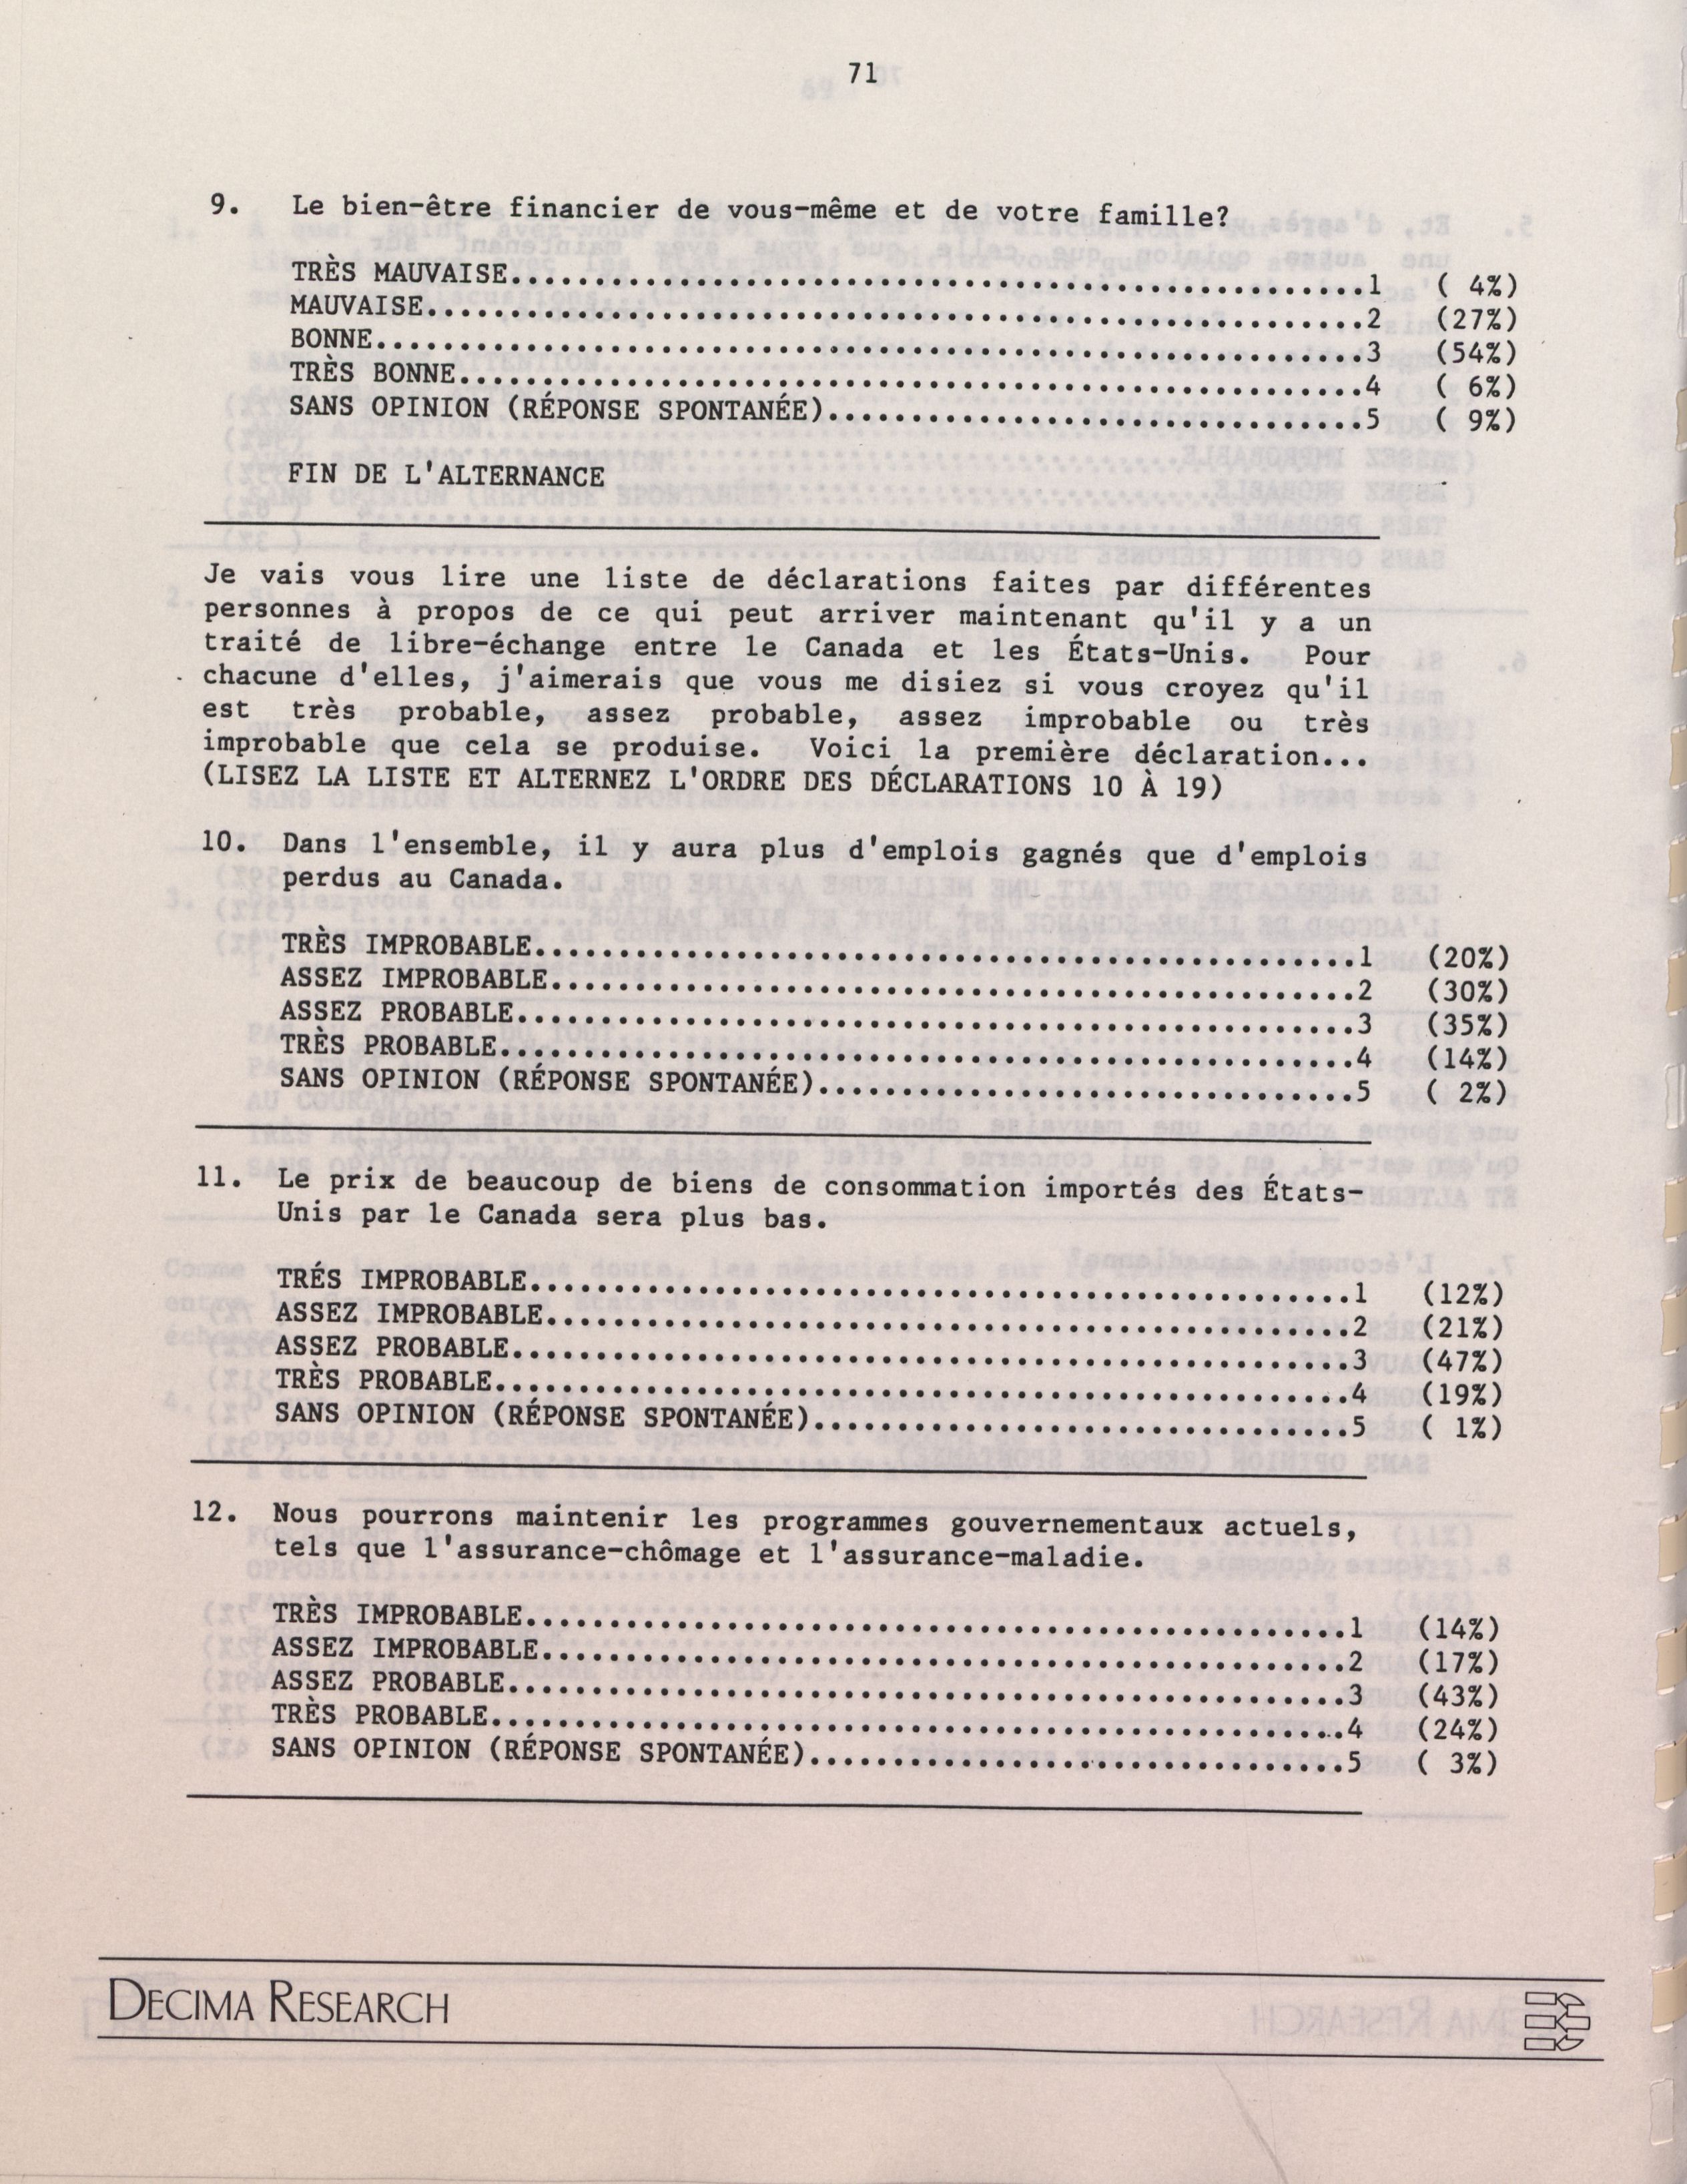 71
9. Le bien-être financier de vous-même et de votre famille?
TRÈS MAUVAISE..................................................1 ( 4%)
MAUVAISE.......................................................2 (27%)
BONNE..........................................................3 (54%)
TRÈS BONNE.....................................................4 ( 6%)
SANS OPINION (RÉPONSE SPONTANÉE)...............................5 ( 9%)
FIN DE L'ALTERNANCE
Je vais vous lire une liste de déclarations faites par différentes
personnes à propos de ce qui peut arriver maintenant qu'il y a un
traité de libre-échange entre le Canada et les États-Unis. Pour
chacune d'elles, j'aimerais que vous me disiez si vous croyez qu'il
est très probable, assez probable, assez improbable ou très
improbable que cela se produise. Voici la première déclaration...
(LISEZ LA LISTE ET ALTERNEZ L'ORDRE DES DÉCLARATIONS 10 À 19)
10. Dans l'ensemble, il y aura plus d'emplois gagnés que d'emplois
perdus au Canada.
TRÈS IMPROBABLE................................................1 (20%)
ASSEZ IMPROBABLE...............................................2 (30%)
ASSEZ PROBABLE.................................................3 (35%)
TRÈS PROBABLE..................................................4 (14%)
SANS OPINION (RÉPONSE SPONTANÉE)...............................5 ( 2%)
11. Le prix de beaucoup de biens de consommation importés des États-
Unis par le Canada sera plus bas.
TRÉS IMPROBABLE................................................1 (12%)
ASSEZ IMPROBABLE...............................................2 (21%)
ASSEZ PROBABLE.................................................3 (47%)
TRÈS PROBABLE..................................................4 (19%)
SANS OPINION (RÉPONSE SPONTANÉE)...............................5 ( 1%)
12. Nous pourrons maintenir les programmes gouvernementaux actuels,
tels que l'assurance-chômage et l'assurance-maladie.
TRÈS IMPROBABLE................................................1 (14%)
ASSEZ IMPROBABLE...............................................2 (17%)
ASSEZ PROBABLE.................................................3 (43%)
TRÈS PROBABLE..................................................4 (24%)
SANS OPINION (RÉPONSE SPONTANÉE)...............................5 ( 3%)
DECIMA RESEARCH